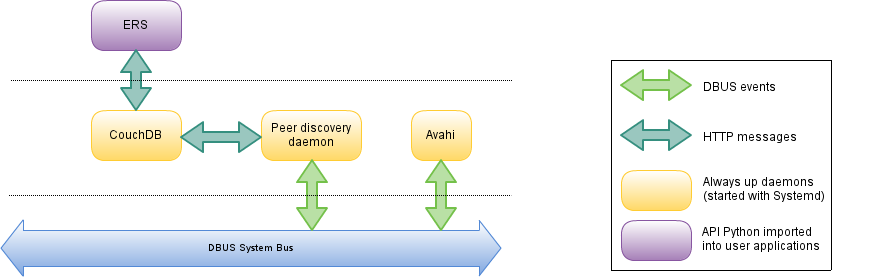 ERS
CouchDB
Peer discovery
daemon
Avahi
DBUS System Bus
DBUS events
HTTP messages
Always up daemons
(started with Systemd)
API Python imported
into user applications